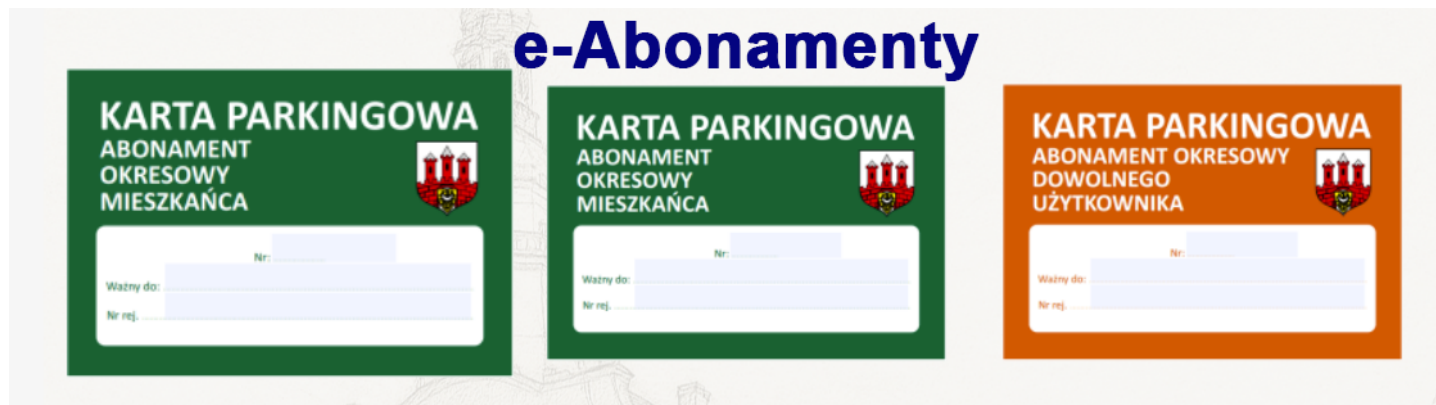 e-Abonamenty
KARTA PARKINGOWA
ABONAMENT
OKRESOWY
MIESZKAŃCA
Nr:
Ważny do:
Nr rej.
KARTA PARKINGOWA
ABONAMENT
OKRESOWY
MIESZKAŃCA
Nr:
Ważny do:
Nr rej.
KARTA PARKINGOWA
ABONAMENT OKRESOWY
DOWOLNEGO
UŻYTKOWNIKA
Nr:
Ważny do:
Nr rej.